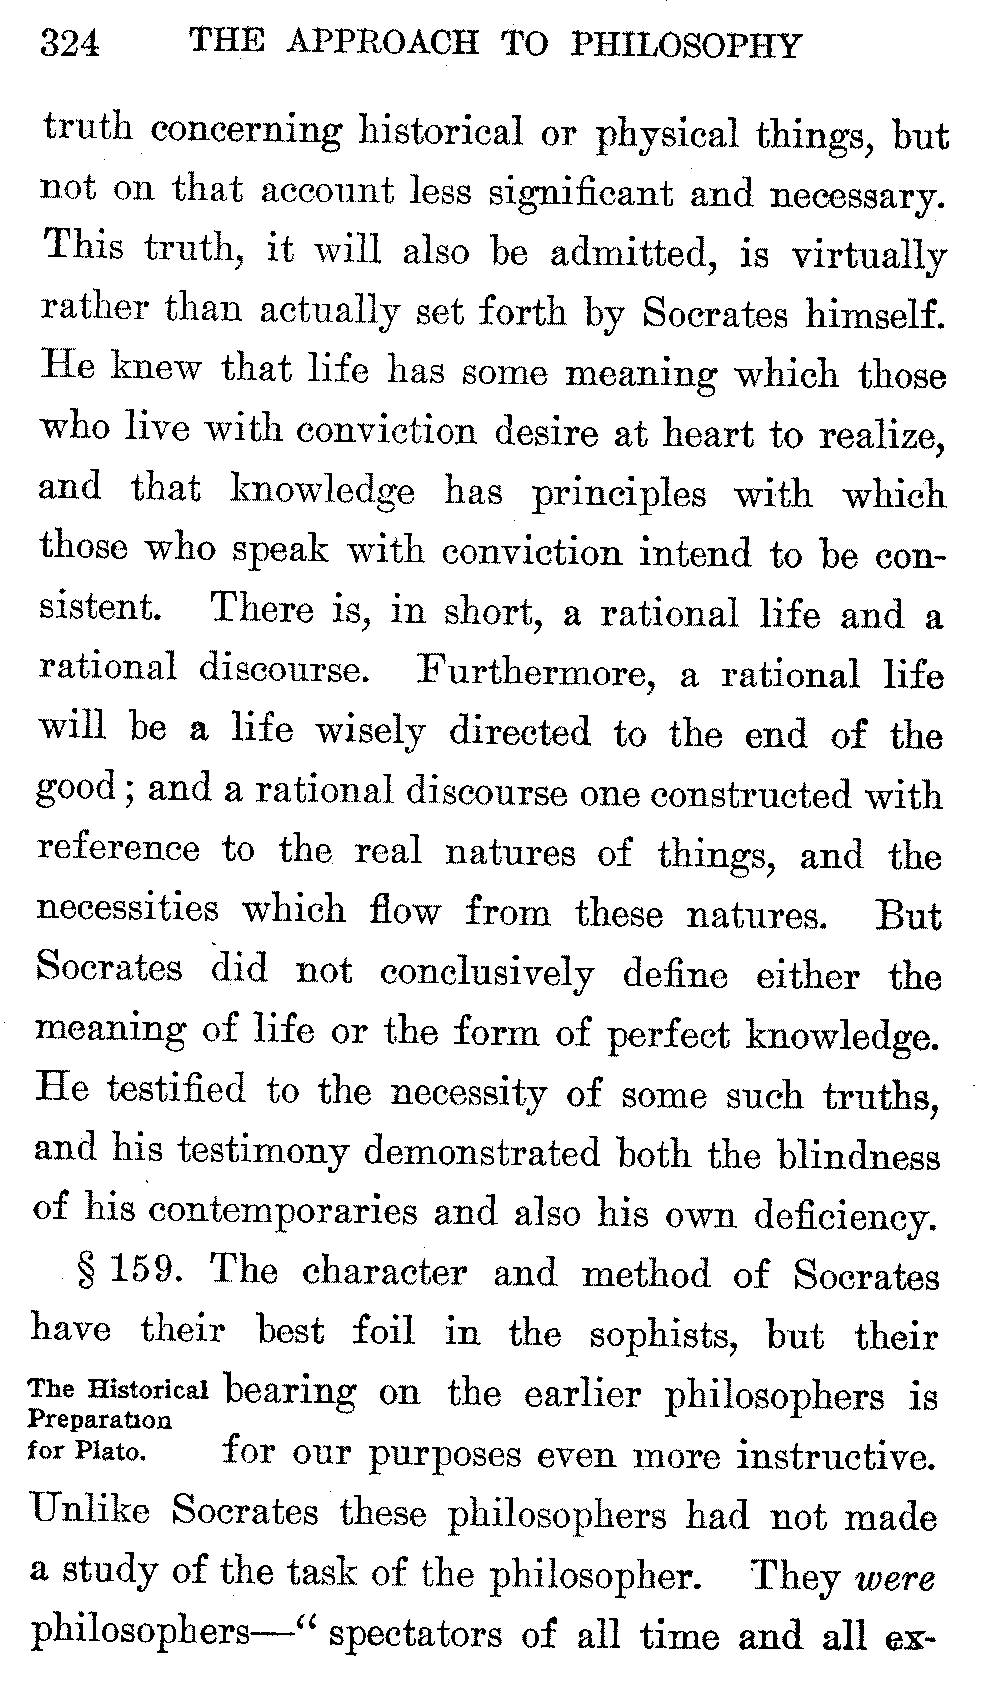 324 THE APPROACH TO PHILOSOPHY
truth concerning historical or physical things, but
not on that account less significant and necessary.
This truth, it will also be admitted, is virtually
rather than actually set forth by Socrates himself.
He knew that life has some meaning which those
who live with conviction desire at heart to realize,
and that knowledge has principles with which
those who speak with conviction intend to be con-
sistent. There is, in short, a rational life and a
rational discourse. Furthermore, a rational life
will be a life wisely directed to the end of the
good; and a rational discourse one constructed with
reference to the real natures of things, and the
necessities which flow from these natures. But
Socrates did not conclusively define either the
meaning of life or the form of perfect knowledge.
He testified to the necessity of some such truths,
and his testimony demonstrated both the blindness
of his contemporaries and also his own deficiency.
§ 159. The character and method of Socrates
have their best foil in the sophists, but their
The Historical
Preparation
for Plato.
bearing on the earlier philosophers is
for our purposes even more instructive.
Unlike Socrates these philosophers had not made
a study of the task of the philosopher. They were
philosophers—“ spectators of all time and all ex-